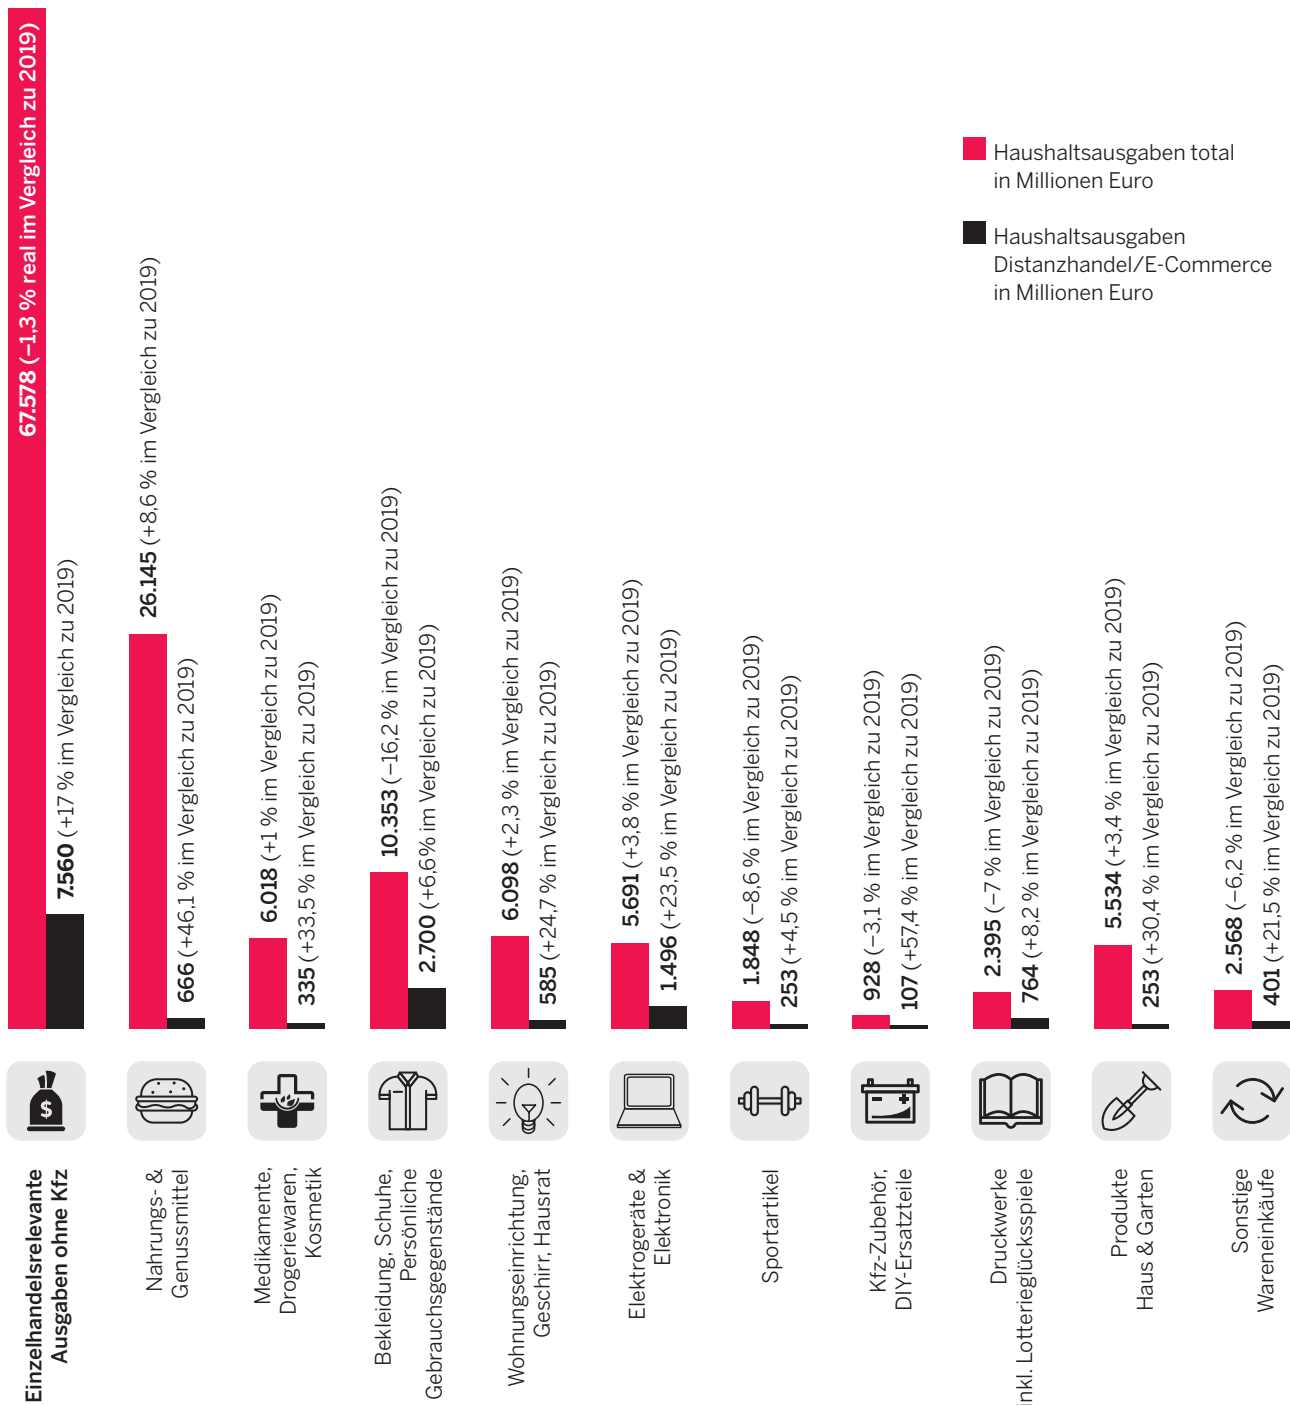 Haushaltsausgaben total
in Millionen Euro
Haushaltsausgaben
Distanzhandel/E-Commerce
in Millionen Euro
67.578 (−1,3 % real im Vergleich zu 2019)
7.560 (+17 % im Vergleich zu 2019)
26.145 (+8,6 % im Vergleich zu 2019)
666 (+46,1 % im Vergleich zu 2019)
6.018 (+1 % im Vergleich zu 2019)
335 (+33,5 % im Vergleich zu 2019)
10.353 (−16,2 % im Vergleich zu 2019)
2.700 (+6,6% im Vergleich zu 2019)
6.098 (+2,3 % im Vergleich zu 2019)
585 (+24,7 % im Vergleich zu 2019)
5.691 (+3,8 % im Vergleich zu 2019)
1.496 (+23,5 % im Vergleich zu 2019)
1.848 (−8,6 % im Vergleich zu 2019)
253 (+4,5 % im Vergleich zu 2019)
928 (−3,1 % im Vergleich zu 2019)
107 (+57,4 % im Vergleich zu 2019)
2.395 (−7 % im Vergleich zu 2019)
764 (+8,2 % im Vergleich zu 2019)
5.534 (+3,4 % im Vergleich zu 2019)
253 (+30,4 % im Vergleich zu 2019)
2.568 (−6,2 % im Vergleich zu 2019)
401 (+21,5 % im Vergleich zu 2019)
$
Einzelhandelsrelevante
Ausgaben ohne Kfz
Nahrungs- &
Genussmittel
Medikamente,
Drogeriewaren,
Kosmetik
Bekleidung, Schuhe,
Persönliche
Gebrauchsgegenstände
Wohnungseinrichtung,
Geschirr, Hausrat
Elektrogeräte &
Elektronik
Sportartikel
Kfz-Zubehör,
DIY-Ersatzteile
Druckwerke
inkl. Lotterieglücksspiele
Produkte
Haus & Garten
Sonstige
Wareneinkäufe